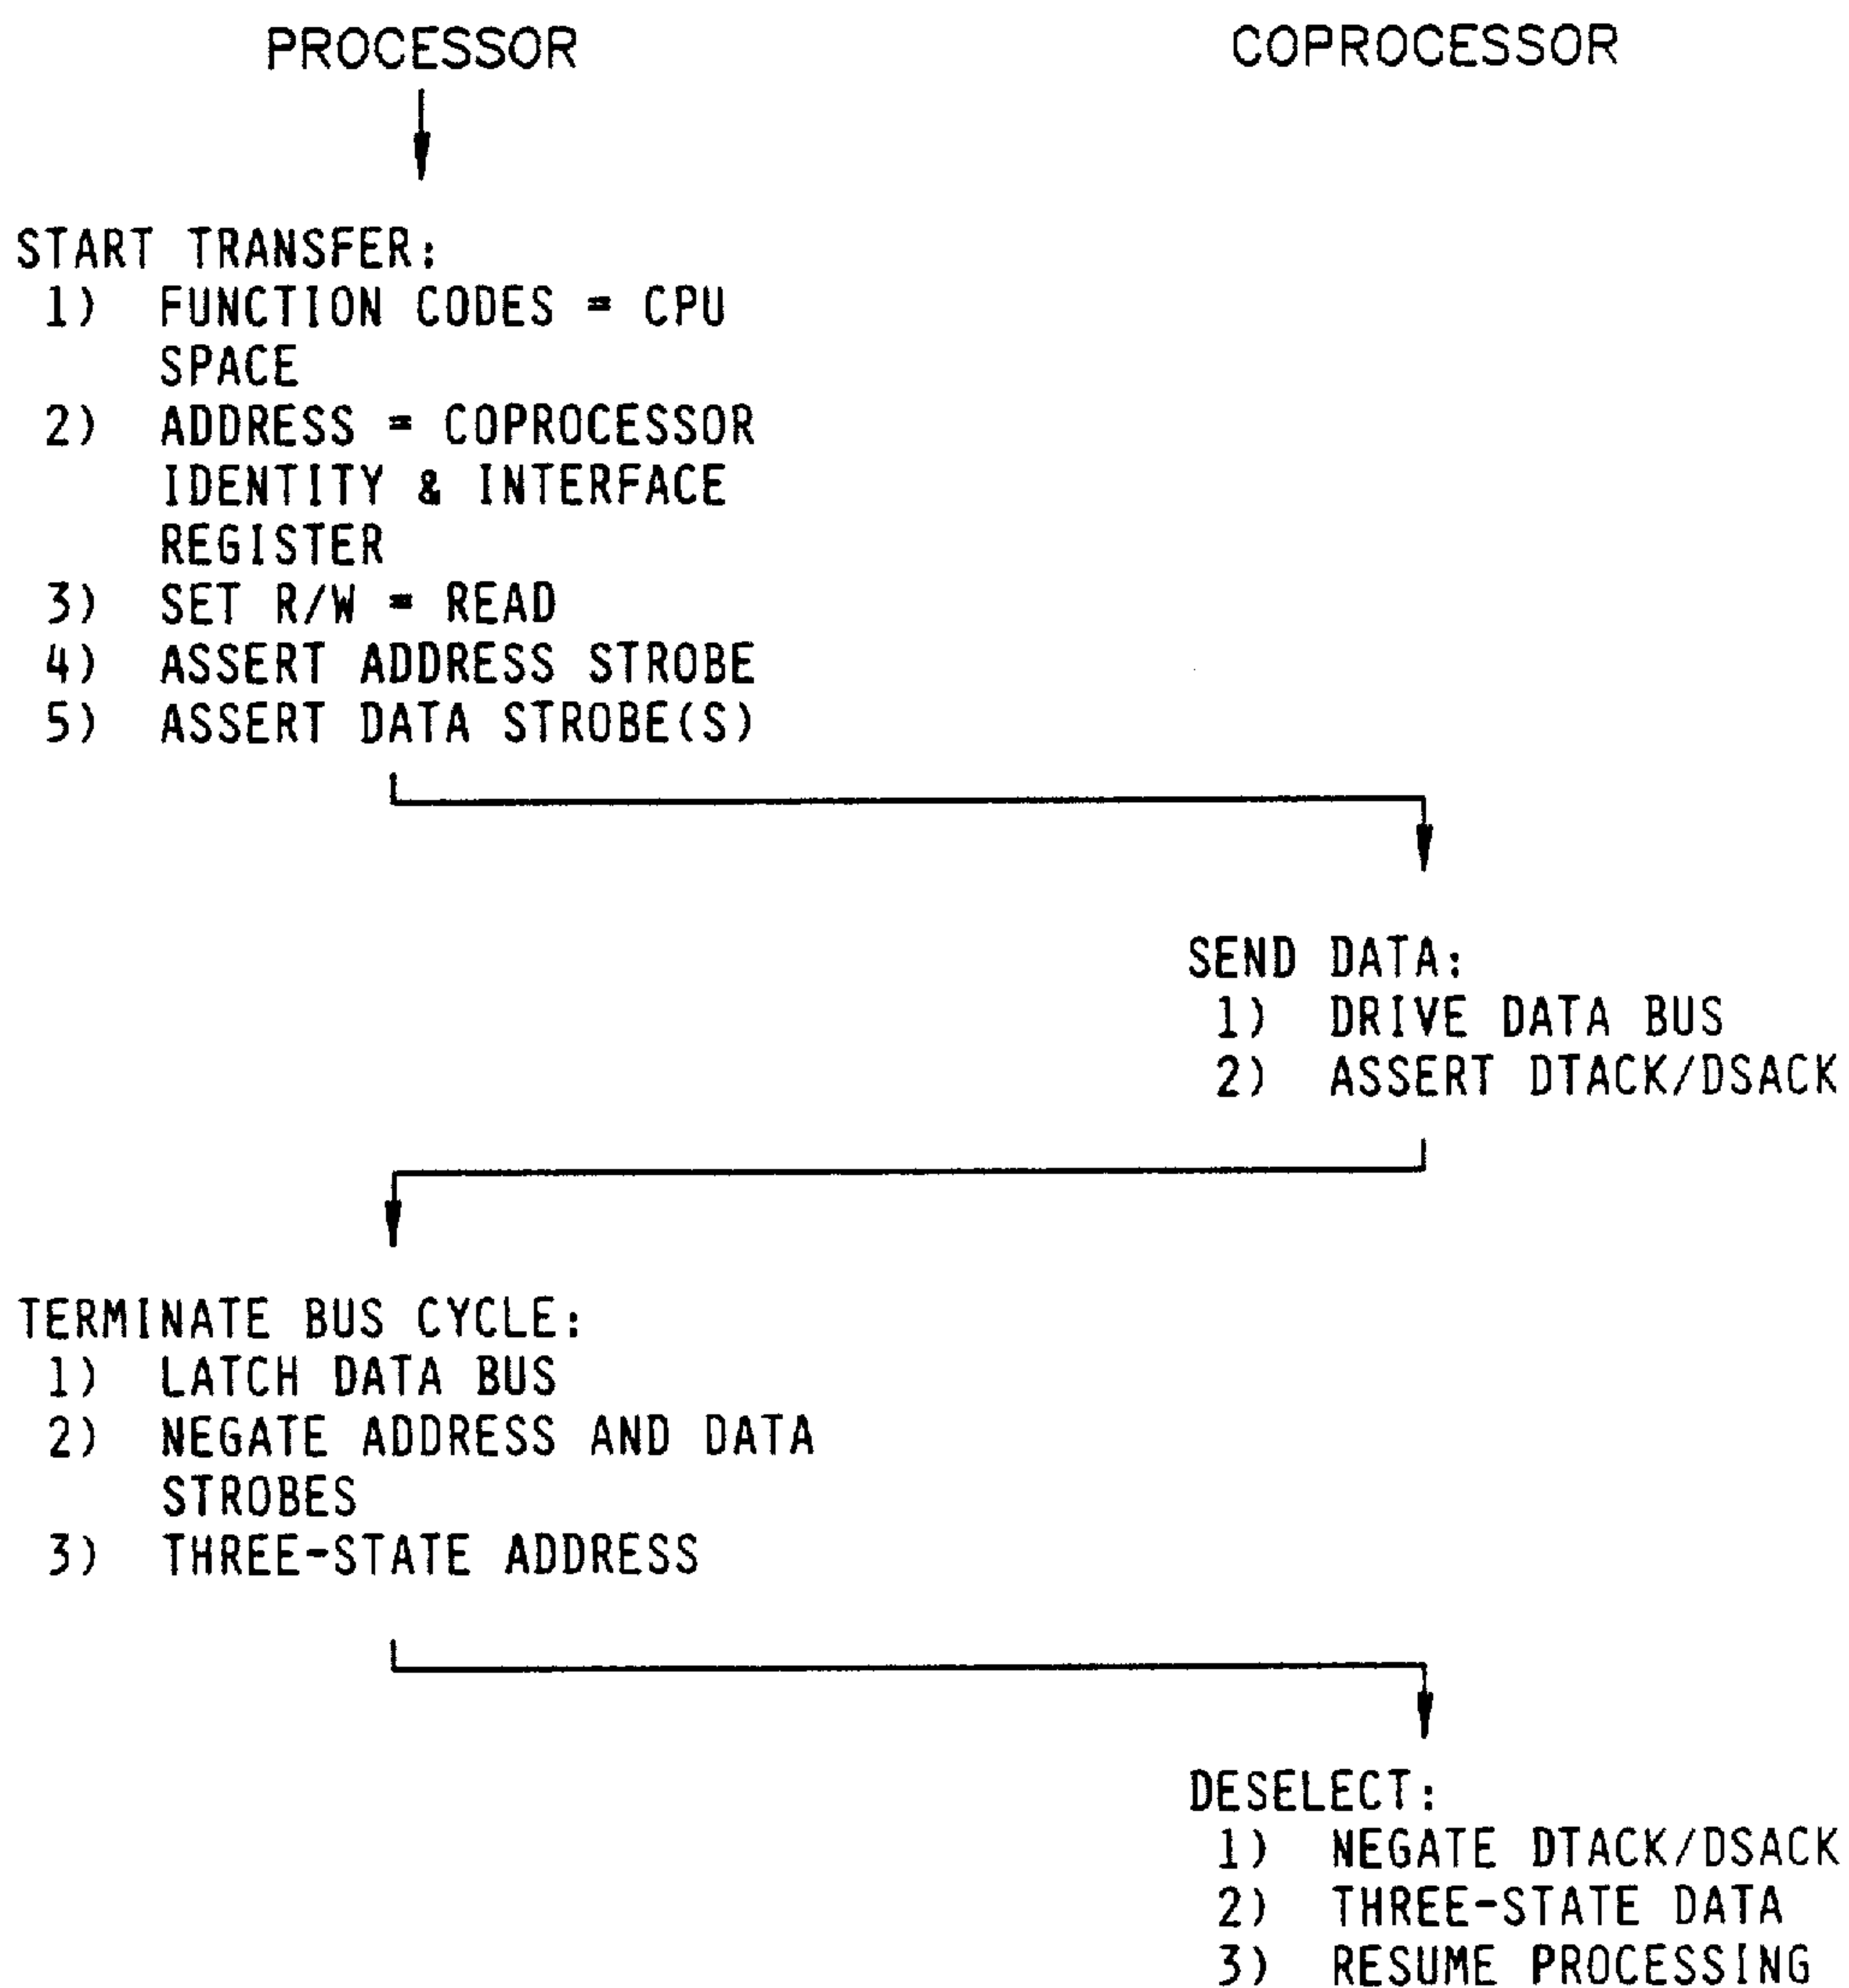 PROCESSOR
COPROCESSOR
START TRANSFER:
1) FUNCTION CODES = CPU
SPACE
2) ADDRESS = COPROCESSOR
IDENTITY & INTERFACE
REGISTER
3) SET R/W = READ
4) ASSERT ADDRESS STROBE
5) ASSERT DATA STROBE(S)
SEND DATA:
1) DRIVE DATA BUS
2) ASSERT DTACK/DSACK
TERMINATE BUS CYCLE:
1) LATCH DATA BUS
2) NEGATE ADDRESS AND DATA
STROBES
3) THREE-STATE ADDRESS
DESELECT:
1) NEGATE DTACK/DSACK
2) THREE-STATE DATA
3) RESUME PROCESSING